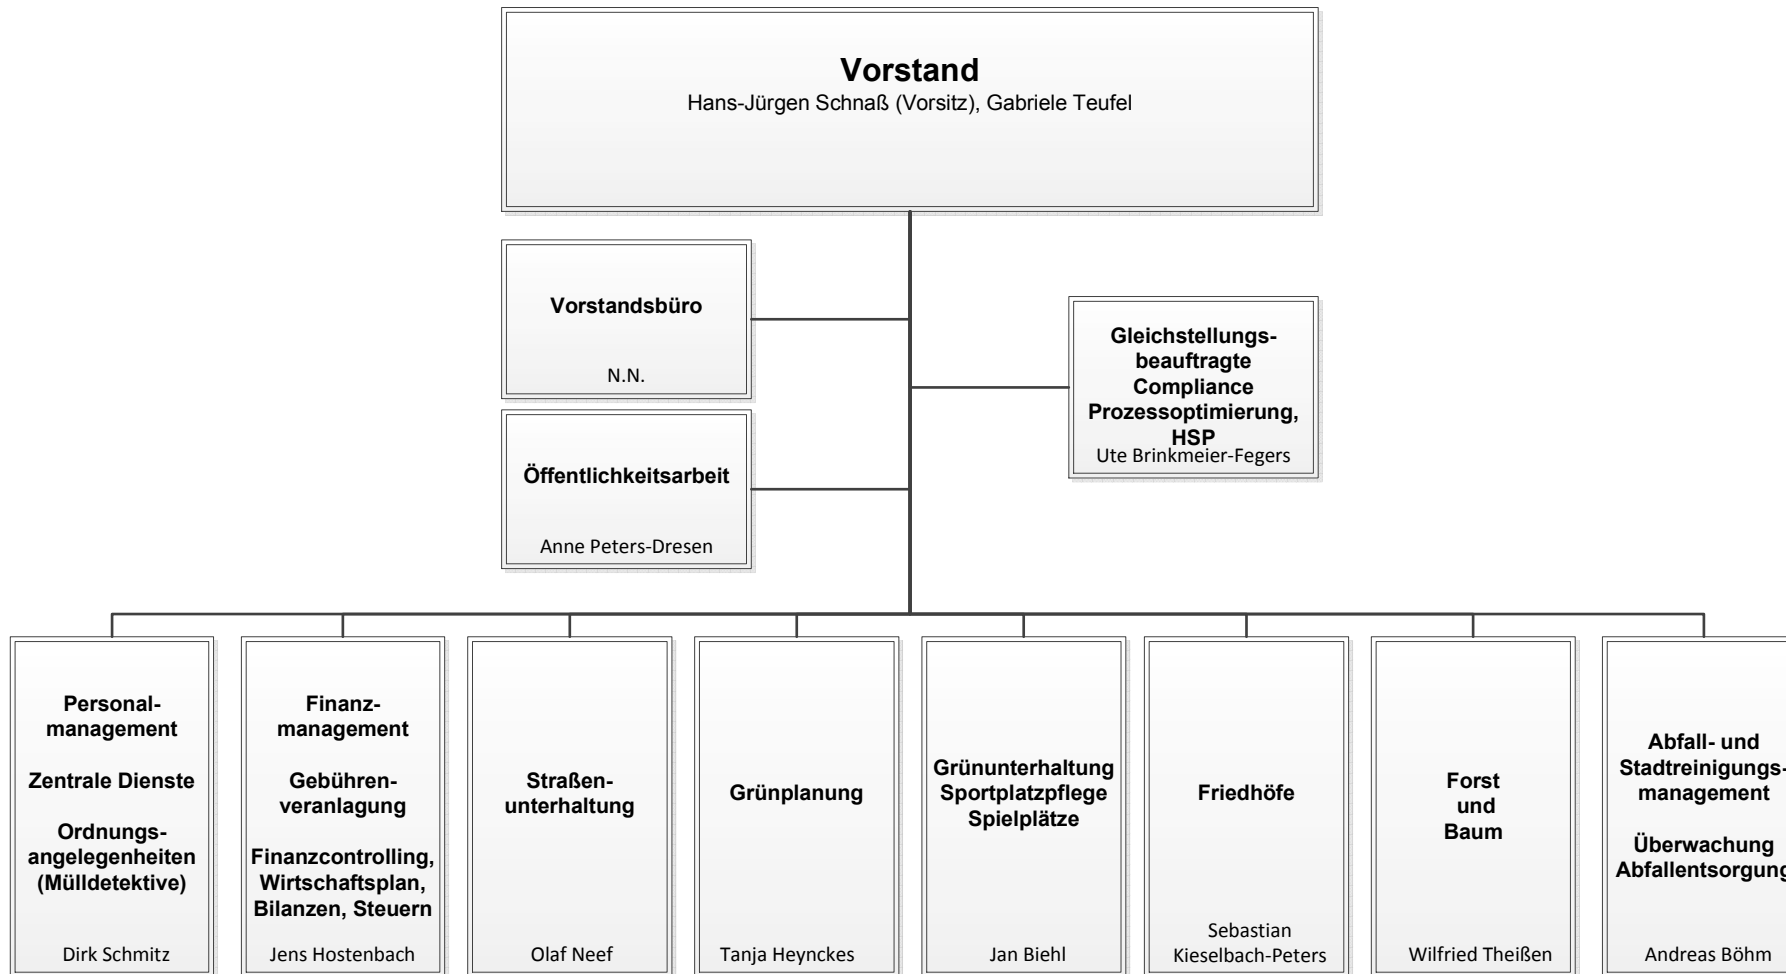 Vorstand
Hans-Jürgen Schnaß (Vorsitz), Gabriele Teufel
Vorstandsbüro
N.N.
Gleichstellungs-
beauftragte
Compliance
Prozessoptimierung,
HSP
Ute Brinkmeier-Fegers
Öffentlichkeitsarbeit
Anne Peters-Dresen
Personal-
management
Zentrale Dienste
Ordnungs-
angelegenheiten
(Mülldetektive)
Dirk Schmitz
Finanz-
management
Gebühren-
veranlagung
Finanzcontrolling,
Wirtschaftsplan,
Bilanzen, Steuern
Jens Hostenbach
Straßen-
unterhaltung
Olaf Neef
Grünplanung
Tanja Heynckes
Grünunterhaltung
Sportplatzpflege
Spielplätze
Jan Biehl
Friedhöfe
Sebastian
Kieselbach-Peters
Forst
und
Baum
Wilfried Theißen
Abfall- und
Stadtreinigungs-
management
Überwachung
Abfallentsorgung
Andreas Böhm